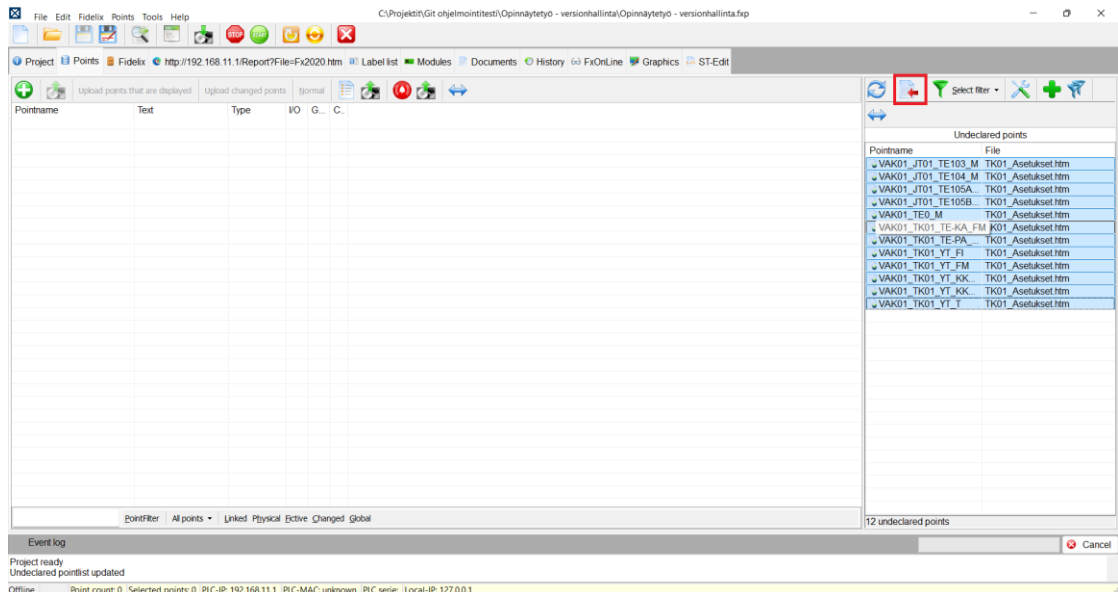 C:\Projektit\Git ohjelmointitesti\Opinnäytetyö - versionhallinta\Opinnäytetyö - versionhallinta.fxp
File Edit Fidelix Points Tools Help
STOP START
Project Points Fidelix http://192.168.11.1/Report?File=Fx2020.htm Label list Modules Documents History FxOnLine Graphics ST-Edit
Upload points that are displayed Upload changed points Normal
Select filter
Pointname Text Type I/O G... C..
Undeclared points
Pointname File
VAK01_JT01_TE103_M TK01_Asetukset.htm
VAK01_JT01_TE104_M TK01_Asetukset.htm
VAK01_JT01_TE105A... TK01_Asetukset.htm
VAK01_JT01_TE105B... TK01_Asetukset.htm
VAK01_TE0_M TK01_Asetukset.htm
VAK01_TK01_TE-KA_FM K01_Asetukset.htm
VAK01_TK01_TE-PA_... TK01_Asetukset.htm
VAK01_TK01_YT_FI TK01_Asetukset.htm
VAK01_TK01_YT_FM TK01_Asetukset.htm
VAK01_TK01_YT_KK... TK01_Asetukset.htm
VAK01_TK01_YT_KK... TK01_Asetukset.htm
VAK01_TK01_YT_T TK01_Asetukset.htm
PointFilter All points Linked Physical Fictive Changed Global
12 undeclared points
Event log
Cancel
Project ready
Undeclared pointlist updated
Offline Point count: 0 Selected points: 0 PLC-IP: 192.168.11.1 PLC-MAC: unknown PLC serie: Local-IP: 127.0.0.1